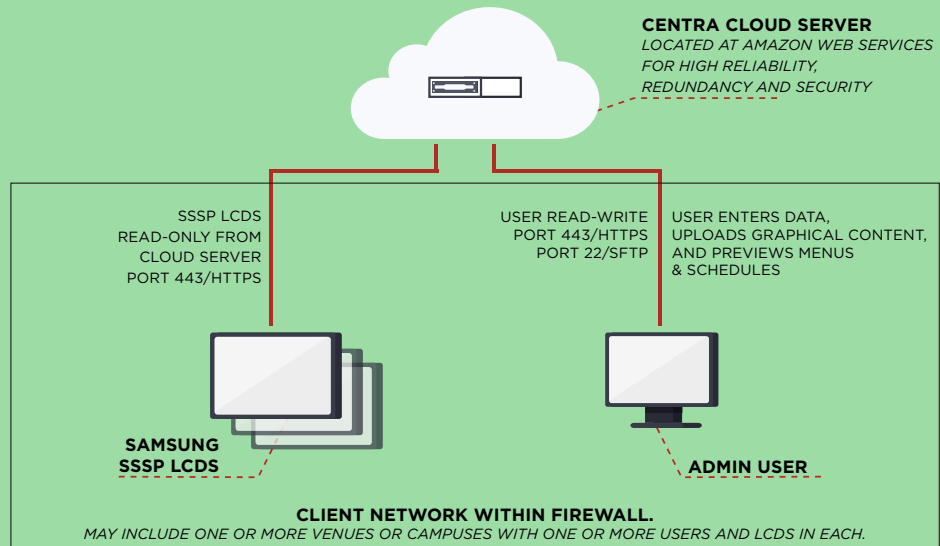 CENTRA CLOUD SERVER
LOCATED AT AMAZON WEB SERVICES
FOR HIGH RELIABILITY,
REDUNDANCY AND SECURITY
SSSP LCDS
READ-ONLY FROM
CLOUD SERVER
PORT 443/HTTPS
USER READ-WRITE
PORT 443/HTTPS
PORT 22/SFTP
USER ENTERS DATA,
UPLOADS GRAPHICAL CONTENT,
AND PREVIEWS MENUS
& SCHEDULES
SAMSUNG
SSSP LCDS
ADMIN USER
CLIENT NETWORK WITHIN FIREWALL.
MAY INCLUDE ONE OR MORE VENUES OR CAMPUSES WITH ONE OR MORE USERS AND LCDS IN EACH.